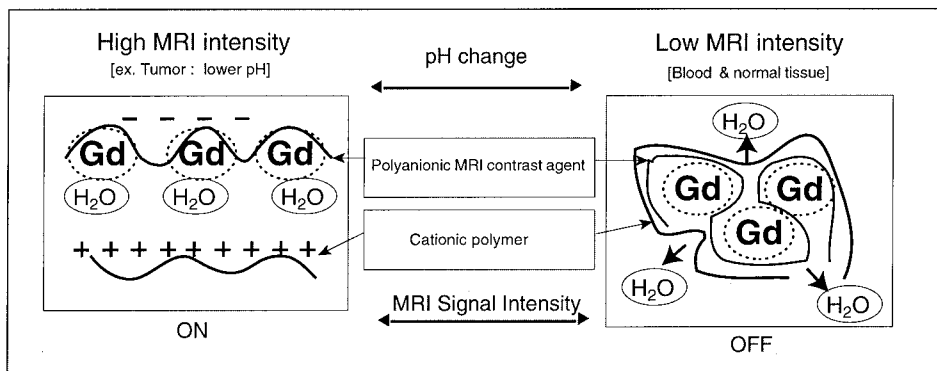 High MRI intensity
[ex. Tumor : lower pH]
pH change
Low MRI intensity
[Blood & normal tissue]
− − − −
Gd Gd Gd
H₂O H₂O H₂O
+ + + + + + + + +
ON
Polyanionic MRI contrast agent
Cationic polymer
MRI Signal Intensity
H₂O
Gd Gd
Gd
H₂O
H₂O
OFF